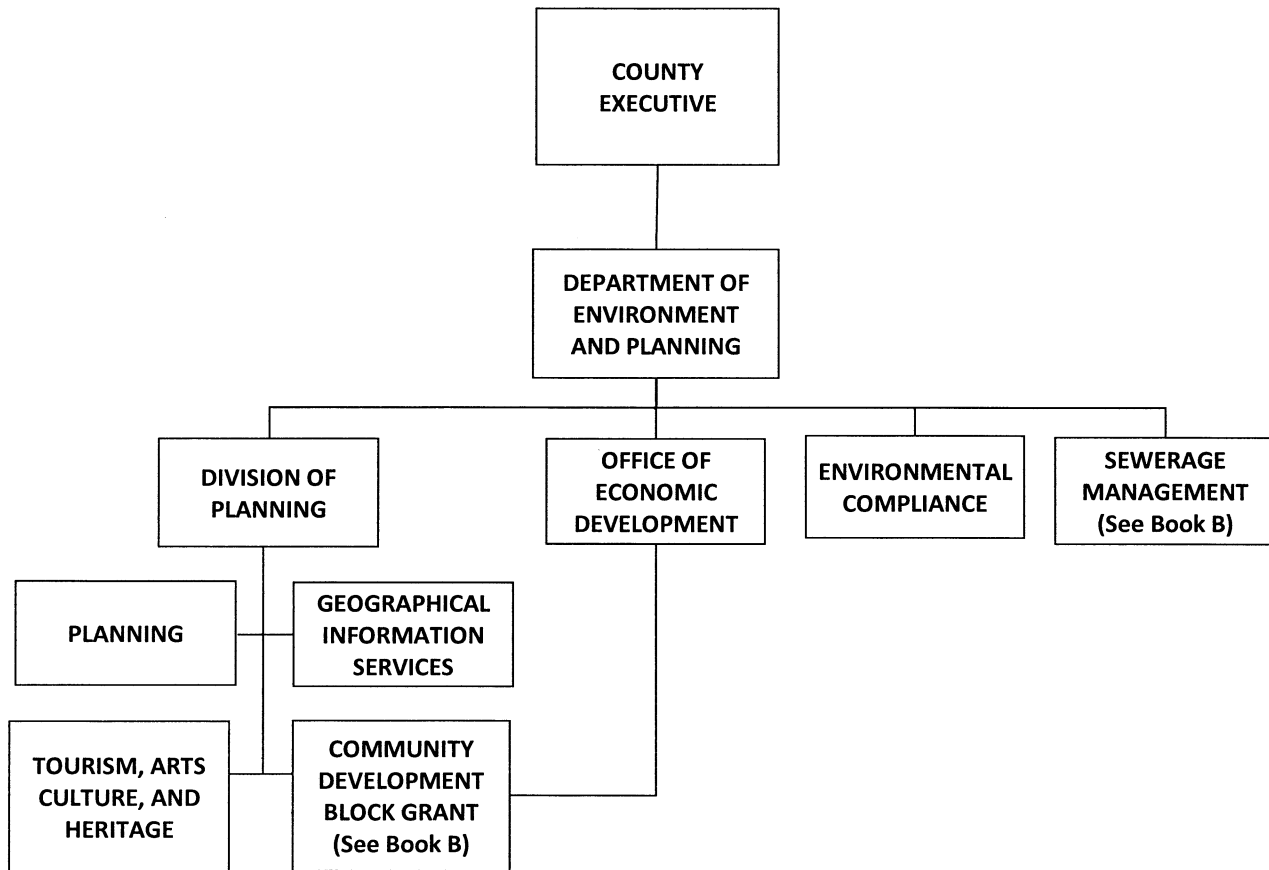 COUNTY
EXECUTIVE
DEPARTMENT OF
ENVIRONMENT
AND PLANNING
DIVISION OF
PLANNING
OFFICE OF
ECONOMIC
DEVELOPMENT
ENVIRONMENTAL
COMPLIANCE
SEWERAGE
MANAGEMENT
(See Book B)
PLANNING
GEOGRAPHICAL
INFORMATION
SERVICES
TOURISM, ARTS
CULTURE, AND
HERITAGE
COMMUNITY
DEVELOPMENT
BLOCK GRANT
(See Book B)